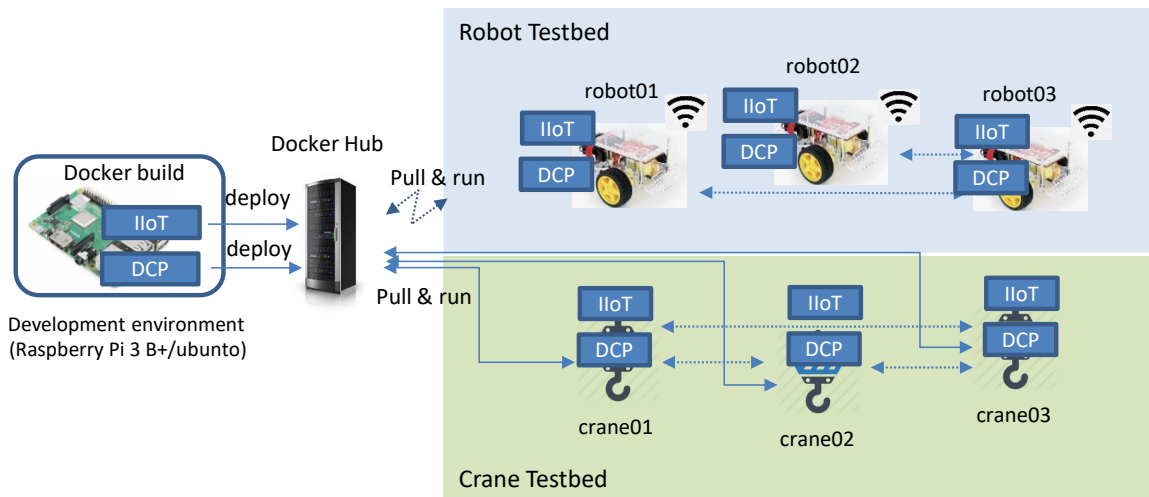 Robot Testbed
robot02
robot01
robot03
IIoT
IIoT
IIoT
DCP
DCP
DCP
Docker Hub
Docker build
Pull & run
deploy
IIoT
deploy
DCP
Pull & run
Development environment
(Raspberry Pi 3 B+/ubunto)
IIoT
IIoT
IIoT
DCP
DCP
DCP
crane01
crane02
crane03
Crane Testbed